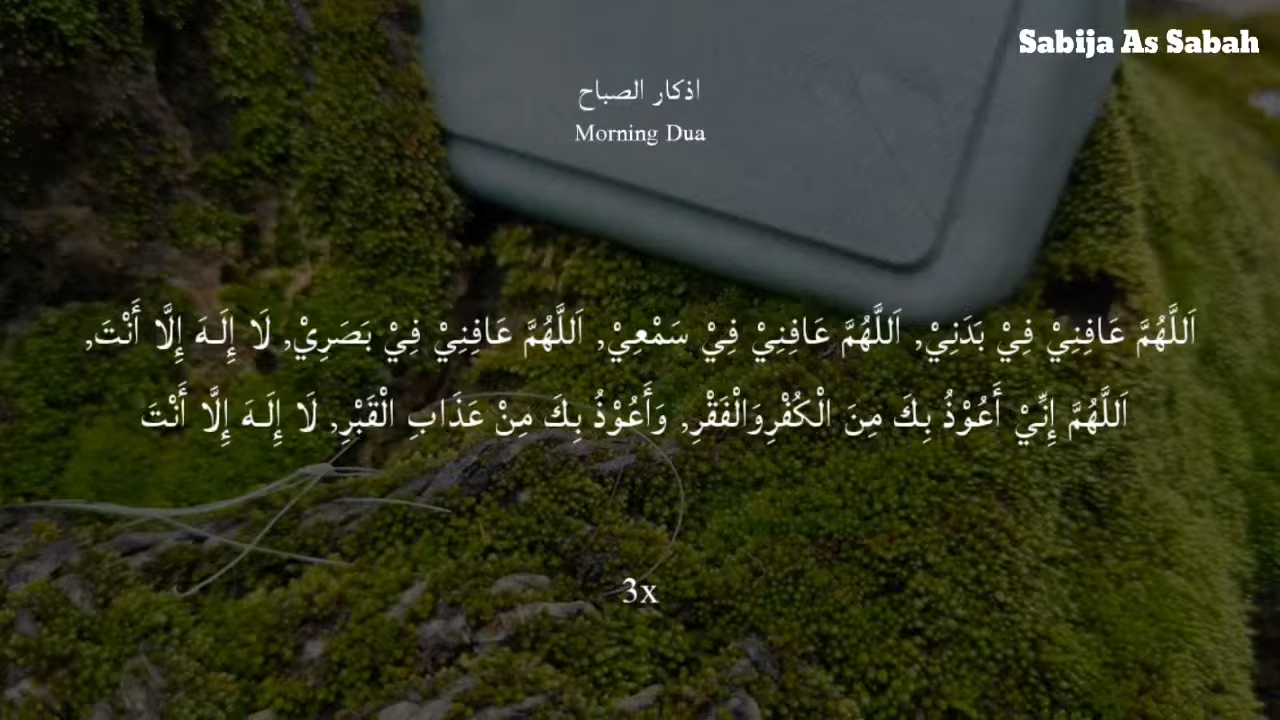 Sabija As Sabah
اذكار الصباح
Morning Dua
اَللَّهُمَّ عَافِنِيْ فِيْ بَدَنِيْ, اَللَّهُمَّ عَافِنِيْ فِيْ سَمْعِيْ, اَللَّهُمَّ عَافِنِيْ فِيْ بَصَرِيْ, لَا إِلَـهَ إِلَّا أَنْتَ,
اَللَّهُمَّ إِنِّيْ أَعُوْذُ بِكَ مِنَ الْكُفْرِوَالْفَقْرِ, وَأَعُوْذُ بِكَ مِنْ عَذَابِ الْقَبْرِ, لَا إِلَـهَ إِلَّا أَنْتَ
3x